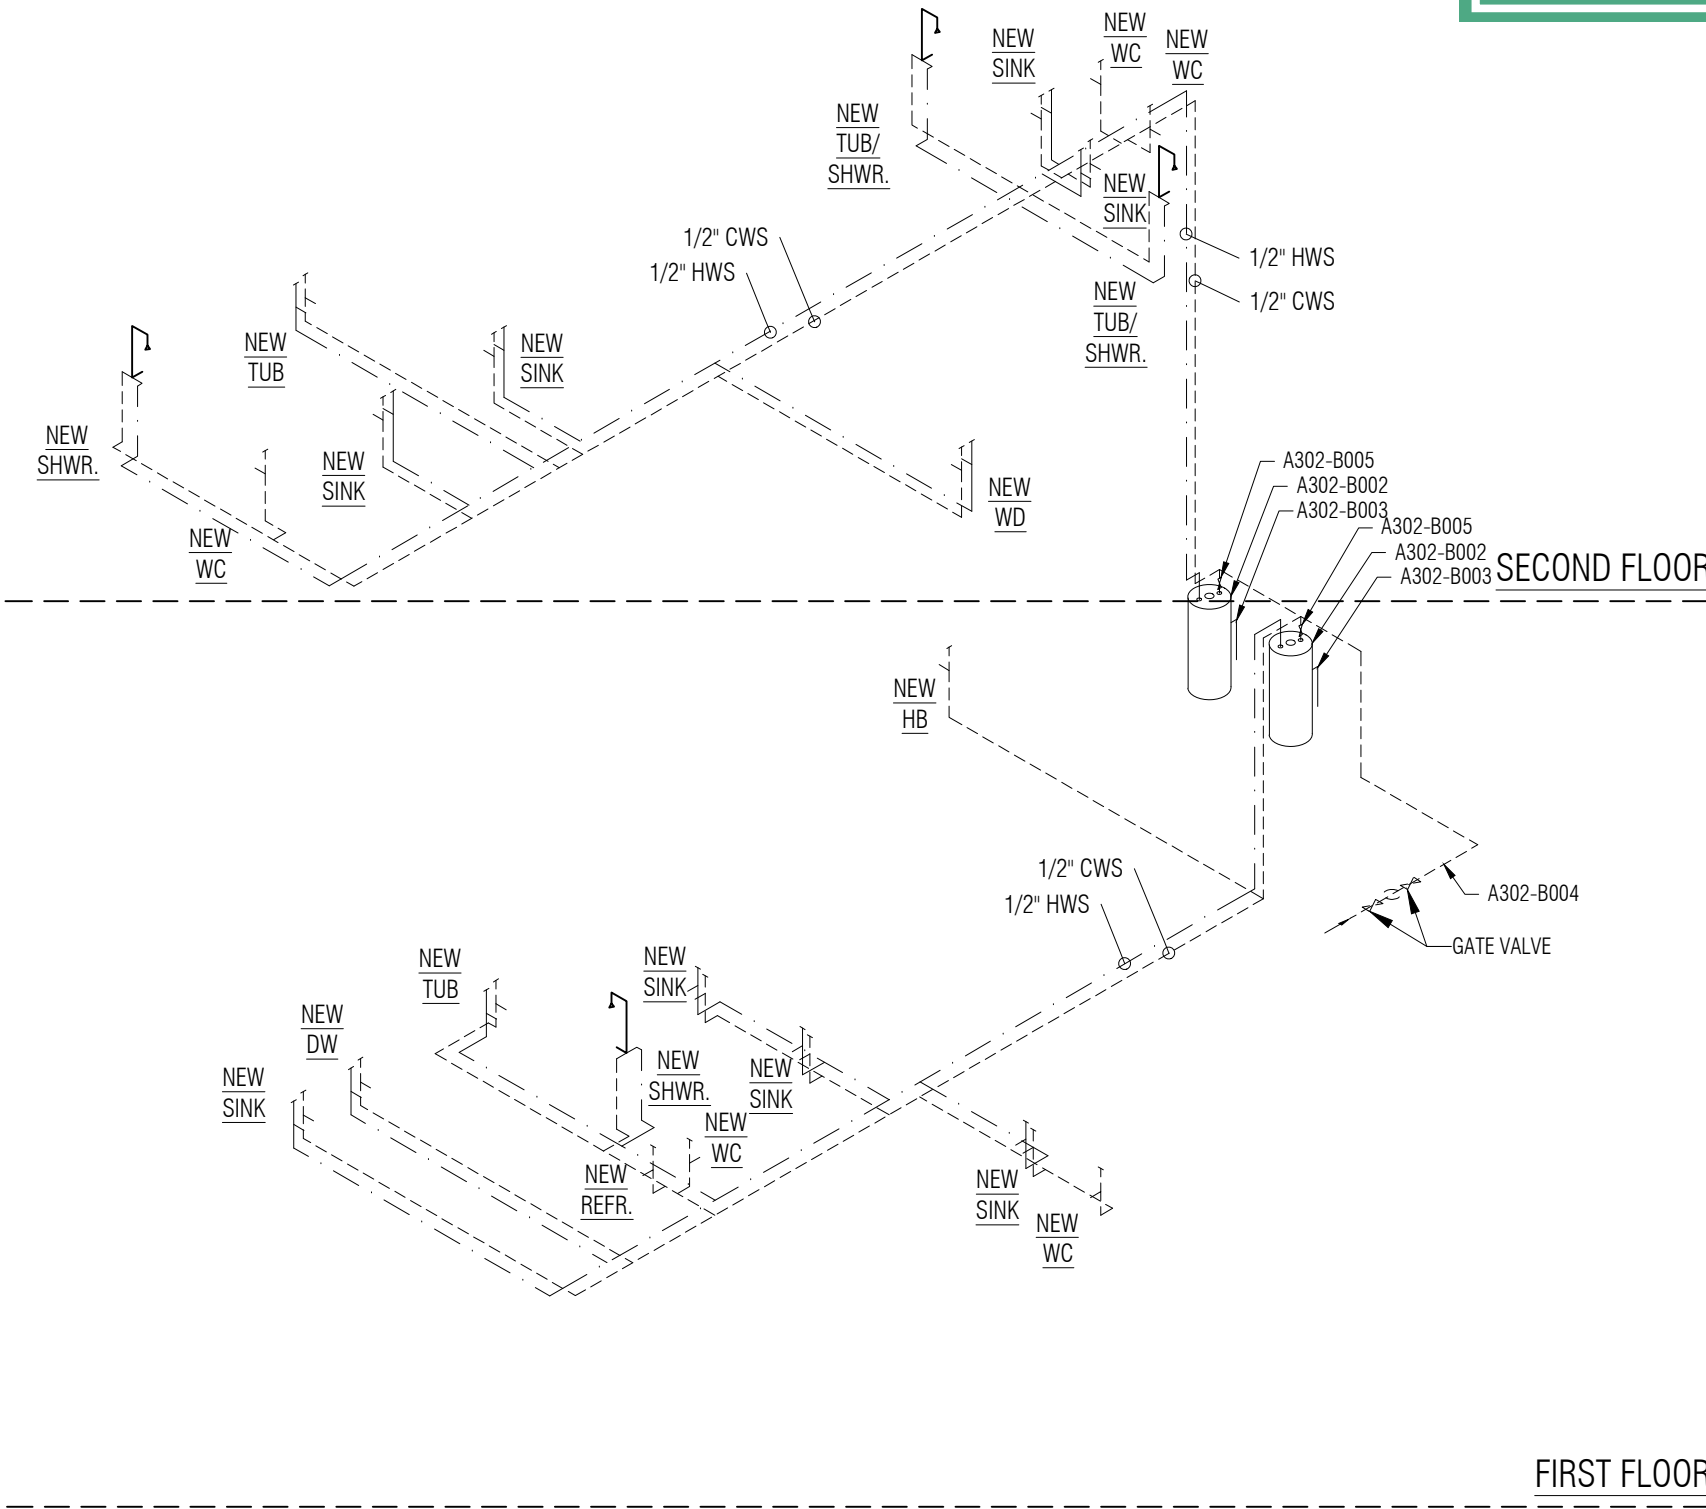 NEW
SINK
NEW
WC
NEW
WC
NEW
TUB/
SHWR.
NEW
SINK
1/2" CWS
1/2" HWS
1/2" HWS
1/2" CWS
NEW
TUB/
SHWR.
NEW
TUB
NEW
SINK
NEW
SHWR.
NEW
SINK
NEW
WC
NEW
WD
A302-B005
A302-B002
A302-B003
A302-B005
A302-B002
A302-B003
SECOND FLOOR
NEW
HB
1/2" CWS
1/2" HWS
A302-B004
GATE VALVE
NEW
TUB
NEW
SINK
NEW
DW
NEW
SINK
NEW
SHWR.
NEW
SINK
NEW
WC
NEW
REFR.
NEW
SINK
NEW
WC
FIRST FLOOR